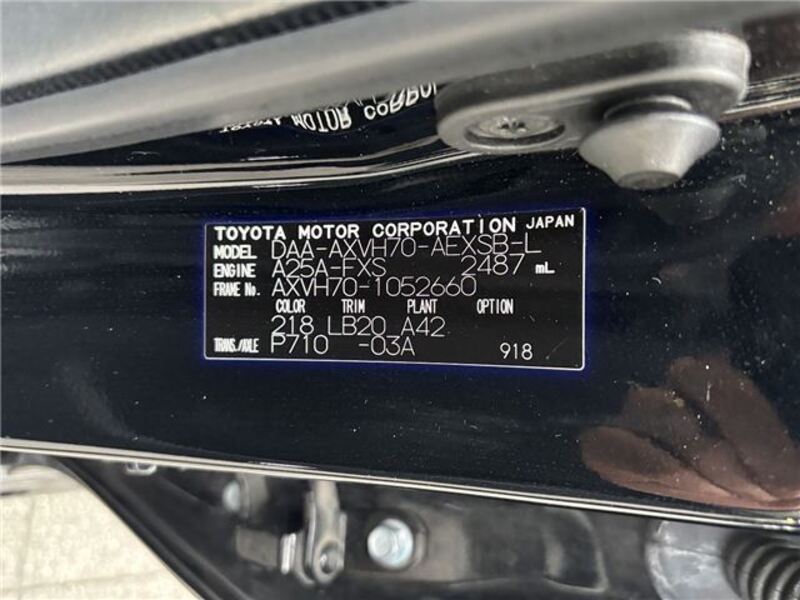 TOYOTA MOTOR CORPORATION JAPAN
MODEL DAA-AXVH70-AEXSB-L
ENGINE A25A-FXS 2487 mL
FRAME No. AXVH70-1052660
COLOR TRIM PLANT OPTION
218 LB20 A42
TRANS./AXLE P710 -03A 918